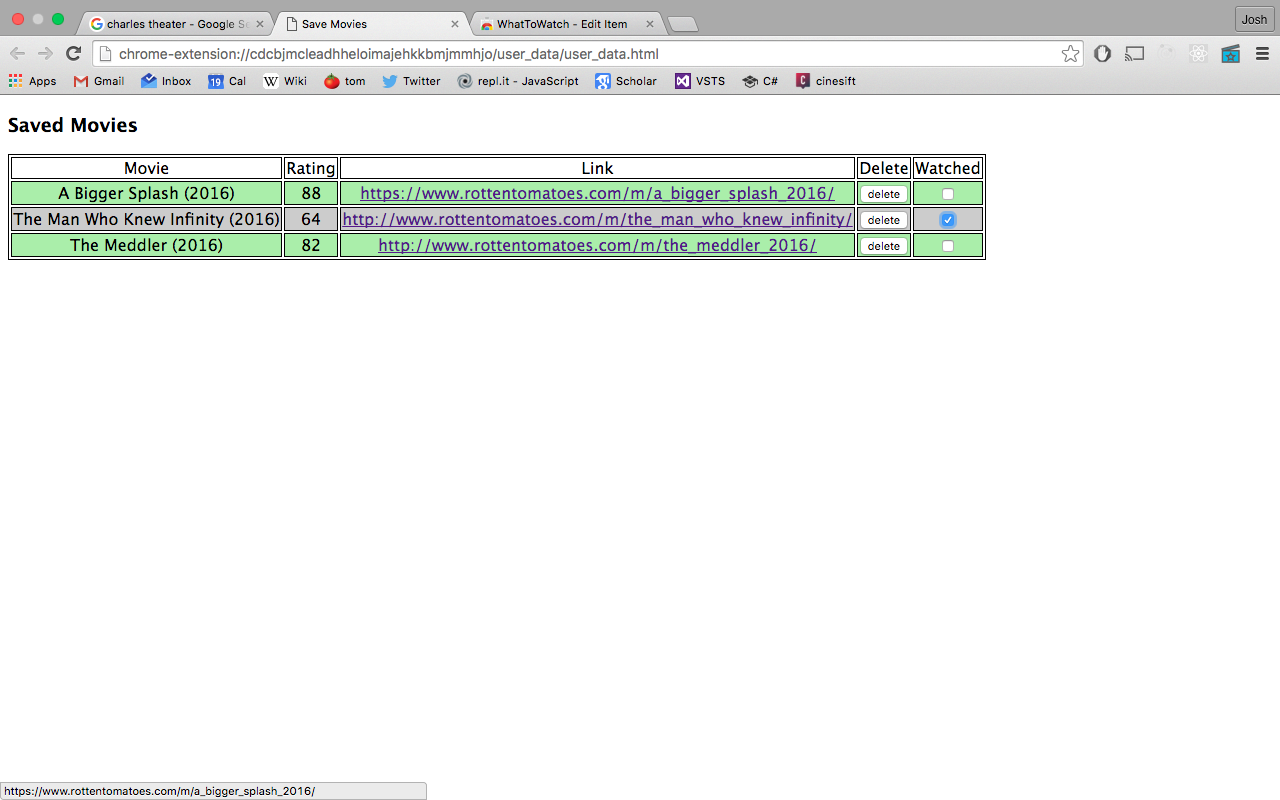 charles theater - Google Se
Save Movies
WhatToWatch - Edit Item
Josh
chrome-extension://cdcbjmcleadhheloimajehkkbmjmmhjo/user_data/user_data.html
Apps Gmail Inbox 19 Cal W Wiki tom Twitter repl.it - JavaScript g Scholar VSTS C# C cinesift
Saved Movies
Movie Rating Link Delete Watched
A Bigger Splash (2016) 88 https://www.rottentomatoes.com/m/a_bigger_splash_2016/ delete
The Man Who Knew Infinity (2016) 64 http://www.rottentomatoes.com/m/the_man_who_knew_infinity/ delete
The Meddler (2016) 82 http://www.rottentomatoes.com/m/the_meddler_2016/ delete
https://www.rottentomatoes.com/m/a_bigger_splash_2016/